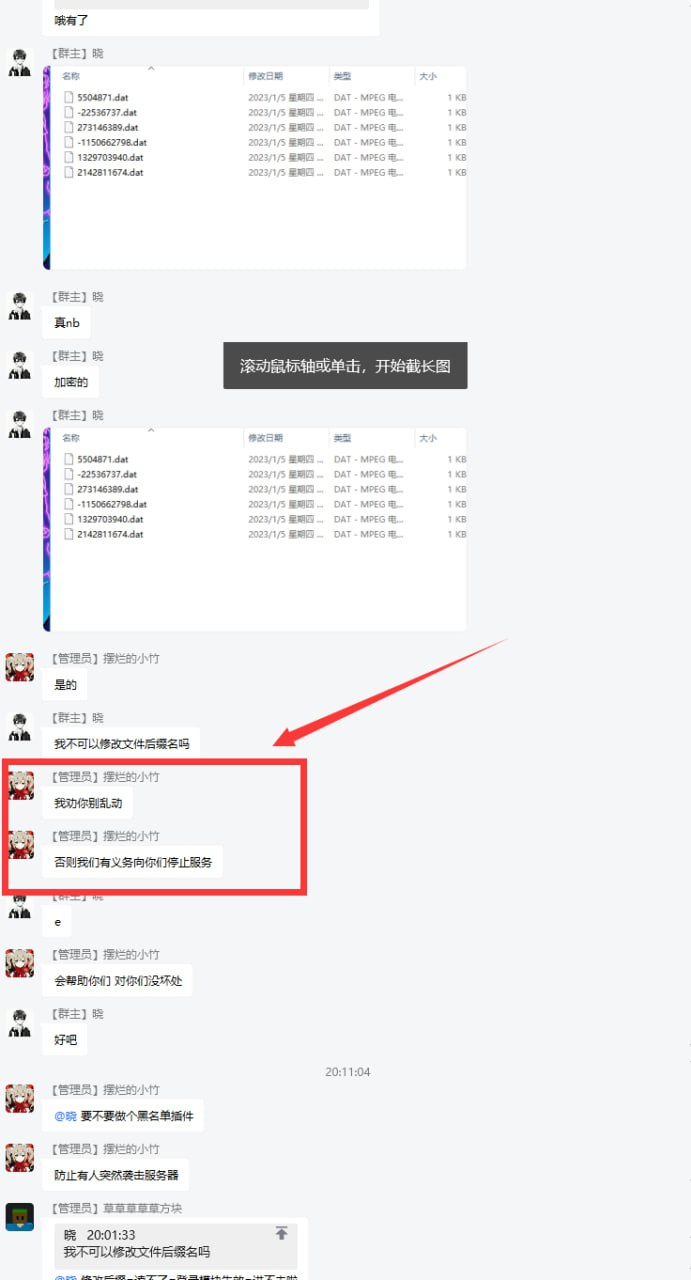 哦有了
【群主】晓
名称 修改日期 类型 大小
5504871.dat 2023/1/5 星期四 ... DAT - MPEG 电... 1 KB
-22536737.dat 2023/1/5 星期四 ... DAT - MPEG 电... 1 KB
273146389.dat 2023/1/5 星期四 ... DAT - MPEG 电... 1 KB
-1150662798.dat 2023/1/5 星期四 ... DAT - MPEG 电... 1 KB
1329703940.dat 2023/1/5 星期四 ... DAT - MPEG 电... 1 KB
2142811674.dat 2023/1/5 星期四 ... DAT - MPEG 电... 1 KB
【群主】晓
真nb
【群主】晓
加密的
滚动鼠标轴或单击，开始截长图
【群主】晓
名称 修改日期 类型 大小
5504871.dat 2023/1/5 星期四 ... DAT - MPEG 电... 1 KB
-22536737.dat 2023/1/5 星期四 ... DAT - MPEG 电... 1 KB
273146389.dat 2023/1/5 星期四 ... DAT - MPEG 电... 1 KB
-1150662798.dat 2023/1/5 星期四 ... DAT - MPEG 电... 1 KB
1329703940.dat 2023/1/5 星期四 ... DAT - MPEG 电... 1 KB
2142811674.dat 2023/1/5 星期四 ... DAT - MPEG 电... 1 KB
【管理员】摆烂的小竹
是的
【群主】晓
我不可以修改文件后缀名吗
【管理员】摆烂的小竹
我劝你别乱动
【管理员】摆烂的小竹
否则我们有义务向你们停止服务
【群主】晓
e
【管理员】摆烂的小竹
会帮助你们 对你们没坏处
【群主】晓
好吧
20:11:04
【管理员】摆烂的小竹
@晓 要不要做个黑名单插件
【管理员】摆烂的小竹
防止有人突然袭击服务器
【管理员】草草草草草方块
晓 20:01:33
我不可以修改文件后缀名吗
@晓 修改后缀=读不了=登录模块失效=进不去啦